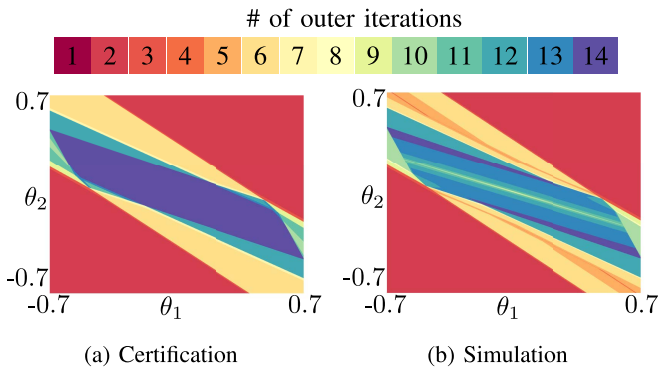 # of outer iterations
1 2 3 4 5 6 7 8 9 10 11 12 13 14
0.7 0.7
θ2 θ2
-0.7 -0.7
-0.7 θ1 0.7 -0.7 θ1 0.7
(a) Certification (b) Simulation